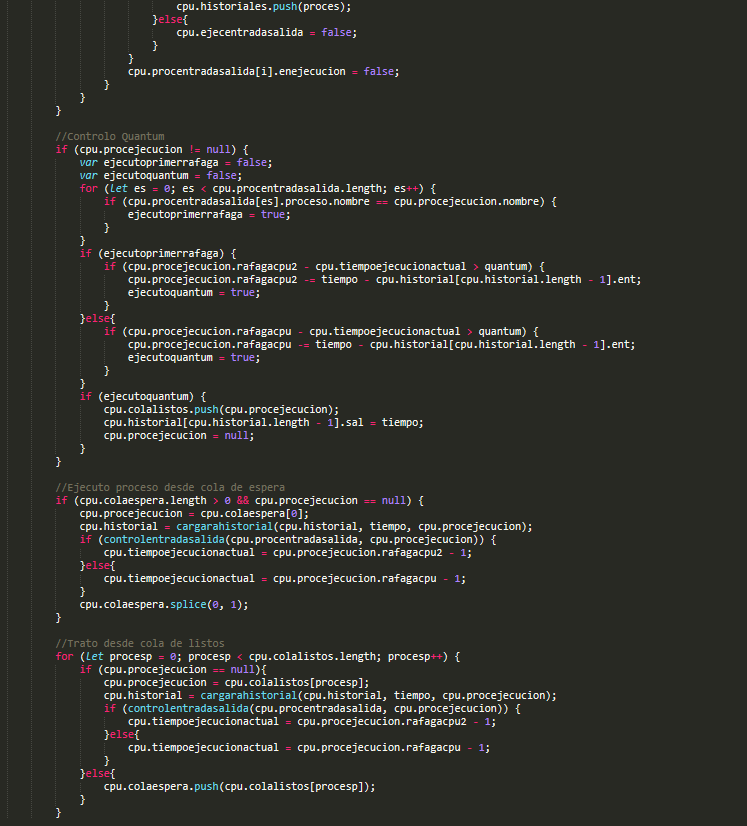 cpu.historiales.push(proces);
}else{
cpu.ejecentradasalida = false;
}
}
cpu.procentradasalida[i].enejecucion = false;
}
}
}
//Controlo Quantum
if (cpu.procejecucion != null) {
var ejecutoprimerrafaga = false;
var ejecutoquantum = false;
for (let es = 0; es < cpu.procentradasalida.length; es++) {
if (cpu.procentradasalida[es].proceso.nombre == cpu.procejecucion.nombre) {
ejecutoprimerrafaga = true;
}
}
if (ejecutoprimerrafaga) {
if (cpu.procejecucion.rafagacpu2 - cpu.tiempoejecucionactual > quantum) {
cpu.procejecucion.rafagacpu2 -= tiempo - cpu.historial[cpu.historial.length - 1].ent;
ejecutoquantum = true;
}
}else{
if (cpu.procejecucion.rafagacpu - cpu.tiempoejecucionactual > quantum) {
cpu.procejecucion.rafagacpu -= tiempo - cpu.historial[cpu.historial.length - 1].ent;
ejecutoquantum = true;
}
}
if (ejecutoquantum) {
cpu.colalistos.push(cpu.procejecucion);
cpu.historial[cpu.historial.length - 1].sal = tiempo;
cpu.procejecucion = null;
}
}
//Ejecuto proceso desde cola de espera
if (cpu.colaespera.length > 0 && cpu.procejecucion == null) {
cpu.procejecucion = cpu.colaespera[0];
cpu.historial = cargarahistorial(cpu.historial, tiempo, cpu.procejecucion);
if (controlentradasalida(cpu.procentradasalida, cpu.procejecucion)) {
cpu.tiempoejecucionactual = cpu.procejecucion.rafagacpu2 - 1;
}else{
cpu.tiempoejecucionactual = cpu.procejecucion.rafagacpu - 1;
}
cpu.colaespera.splice(0, 1);
}
//Trato desde cola de listos
for (let procesp = 0; procesp < cpu.colalistos.length; procesp++) {
if (cpu.procejecucion == null){
cpu.procejecucion = cpu.colalistos[procesp];
cpu.historial = cargarahistorial(cpu.historial, tiempo, cpu.procejecucion);
if (controlentradasalida(cpu.procentradasalida, cpu.procejecucion)) {
cpu.tiempoejecucionactual = cpu.procejecucion.rafagacpu2 - 1;
}else{
cpu.tiempoejecucionactual = cpu.procejecucion.rafagacpu - 1;
}
}else{
cpu.colaespera.push(cpu.colalistos[procesp]);
}
}